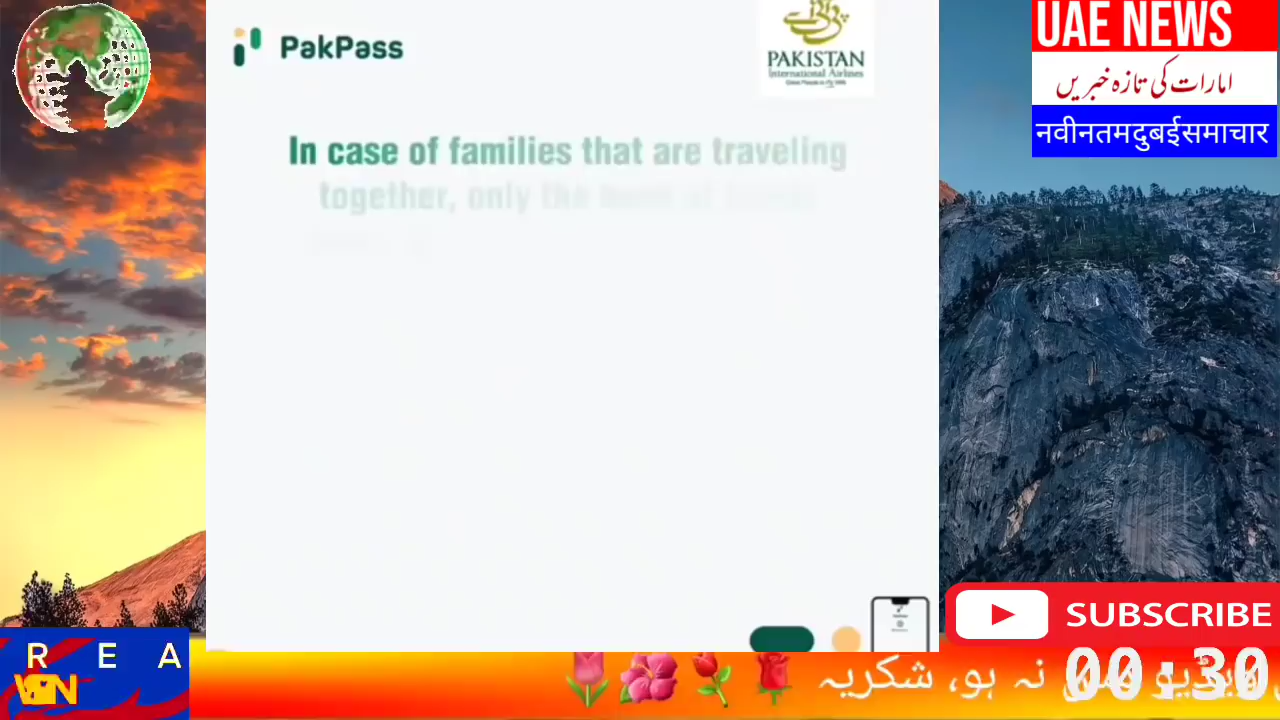 PakPass
PAKISTAN
International Airlines
In case of families that are traveling
together, only the
UAE NEWS
امارات کی تازہ خبریں
नवीनतमदुबईसमाचार
SUBSCRIBE
R E A
نہ ہو، شکریہ
00:30